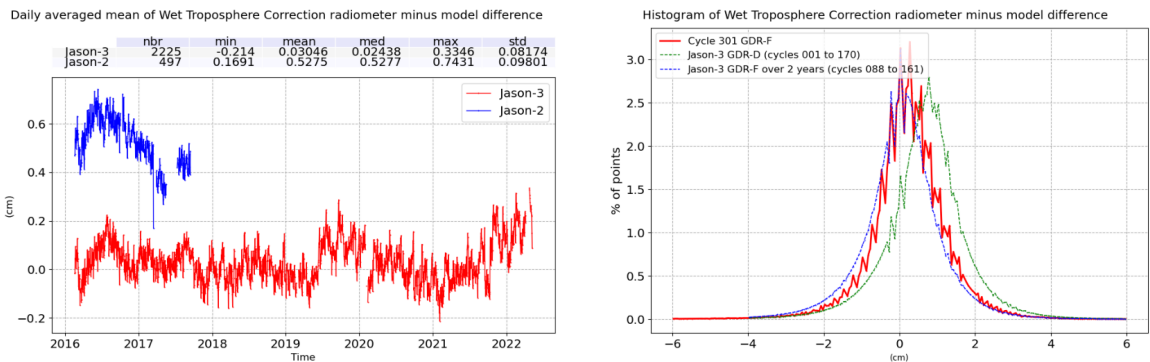 Daily averaged mean of Wet Troposphere Correction radiometer minus model difference
nbr min mean med max std
Jason-3 2225 -0.214 0.03046 0.02438 0.3346 0.08174
Jason-2 497 0.1691 0.5275 0.5277 0.7431 0.09801
Jason-3
Jason-2
0.6
0.4
0.2
0.0
−0.2
(cm)
2016 2017 2018 2019 2020 2021 2022
Time
Histogram of Wet Troposphere Correction radiometer minus model difference
Cycle 301 GDR-F
Jason-3 GDR-D (cycles 001 to 170)
Jason-3 GDR-F over 2 years (cycles 088 to 161)
3.0
2.5
2.0
1.5
1.0
0.5
0.0
% of points
−6 −4 −2 0 2 4 6
(cm)